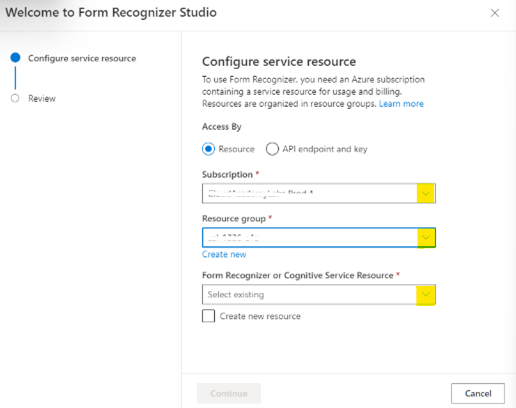 Welcome to Form Recognizer Studio
Configure service resource
Review
Configure service resource
To use Form Recognizer, you need an Azure subscription
containing a service resource for usage and billing.
Resources are organized in resource groups. Learn more
Access By
Resource
API endpoint and key
Subscription *
Resource group *
Create new
Form Recognizer or Cognitive Service Resource *
Select existing
Create new resource
Continue
Cancel